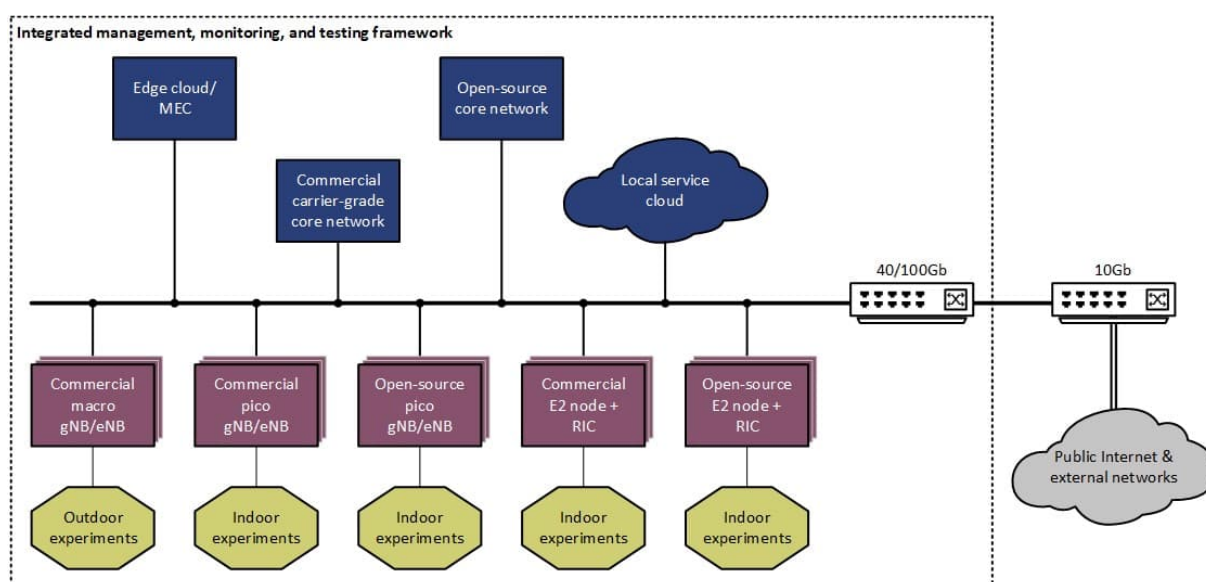 Integrated management, monitoring, and testing framework
Edge cloud/
MEC
Open-source
core network
Commercial
carrier-grade
core network
Local service
cloud
40/100Gb
10Gb
Commercial
macro
gNB/eNB
Commercial
pico
gNB/eNB
Open-source
pico
gNB/eNB
Commercial
E2 node +
RIC
Open-source
E2 node +
RIC
Public Internet &
external networks
Outdoor
experiments
Indoor
experiments
Indoor
experiments
Indoor
experiments
Indoor
experiments